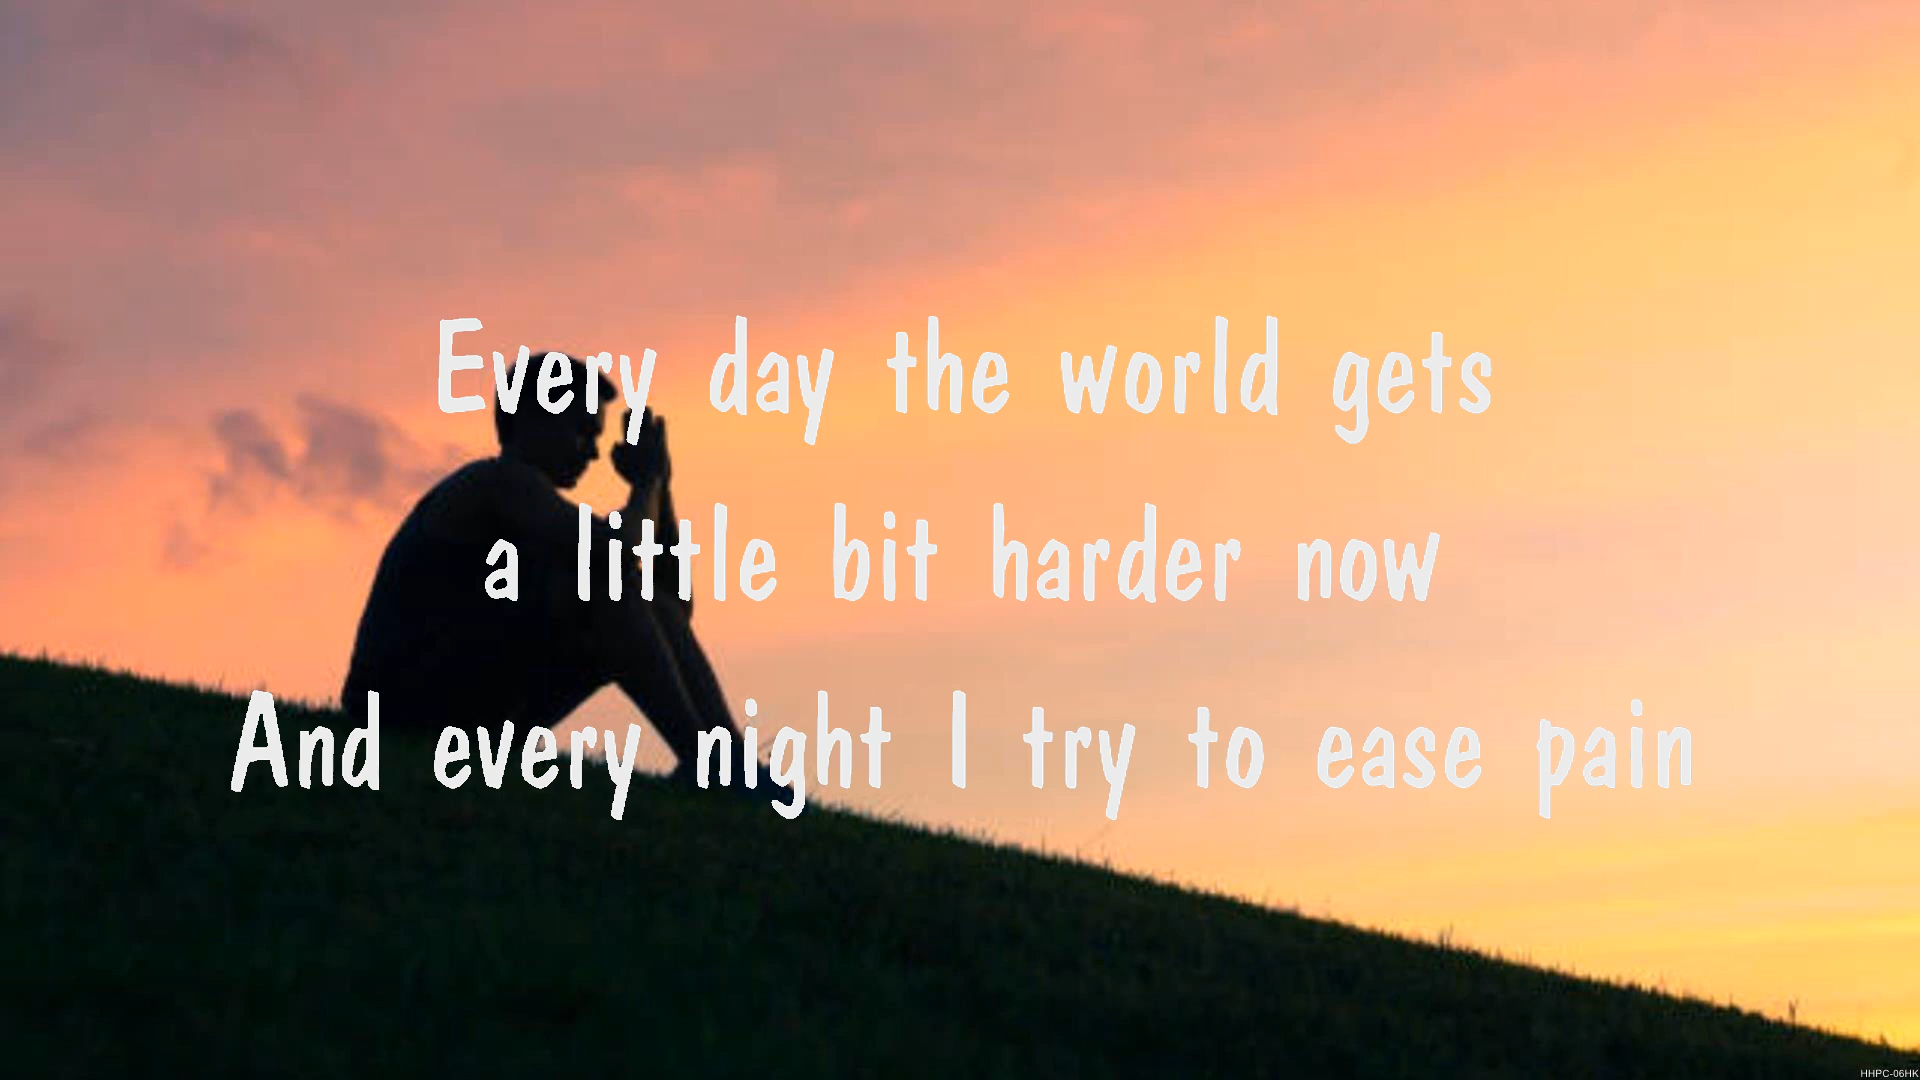 Every day the world gets
a little bit harder now
And every night I try to ease pain
HHPC-06HK